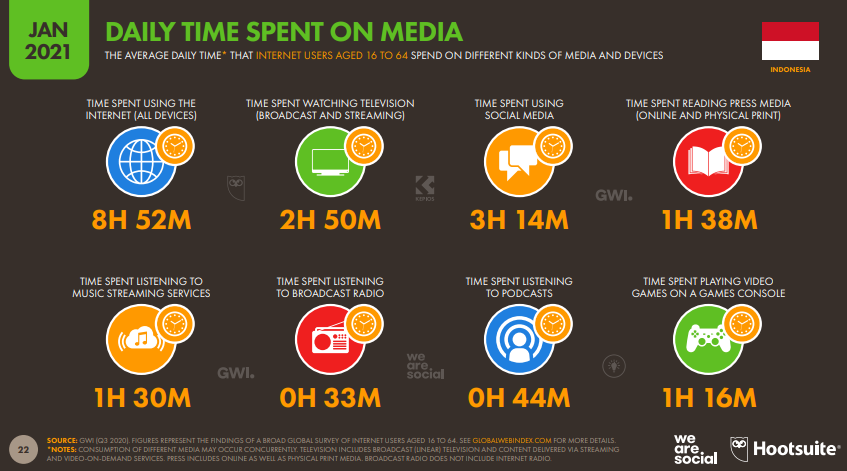 JAN
2021
DAILY TIME SPENT ON MEDIA
THE AVERAGE DAILY TIME* THAT INTERNET USERS AGED 16 TO 64 SPEND ON DIFFERENT KINDS OF MEDIA AND DEVICES
INDONESIA
TIME SPENT USING THE
INTERNET (ALL DEVICES)
8H 52M
TIME SPENT WATCHING TELEVISION
(BROADCAST AND STREAMING)
2H 50M
TIME SPENT USING
SOCIAL MEDIA
3H 14M
TIME SPENT READING PRESS MEDIA
(ONLINE AND PHYSICAL PRINT)
1H 38M
KEPIOS
GWI.
TIME SPENT LISTENING TO
MUSIC STREAMING SERVICES
1H 30M
TIME SPENT LISTENING
TO BROADCAST RADIO
0H 33M
TIME SPENT LISTENING
TO PODCASTS
0H 44M
TIME SPENT PLAYING VIDEO
GAMES ON A GAMES CONSOLE
1H 16M
GWI.
we
are
social
22
SOURCE: GWI (Q3 2020). FIGURES REPRESENT THE FINDINGS OF A BROAD GLOBAL SURVEY OF INTERNET USERS AGED 16 TO 64. SEE GLOBALWEBINDEX.COM FOR MORE DETAILS.
*NOTES: CONSUMPTION OF DIFFERENT MEDIA MAY OCCUR CONCURRENTLY. TELEVISION INCLUDES BROADCAST (LINEAR) TELEVISION AND CONTENT DELIVERED VIA STREAMING
AND VIDEO-ON-DEMAND SERVICES. PRESS INCLUDES ONLINE AS WELL AS PHYSICAL PRINT MEDIA. BROADCAST RADIO DOES NOT INCLUDE INTERNET RADIO.
we
are
social
Hootsuite®